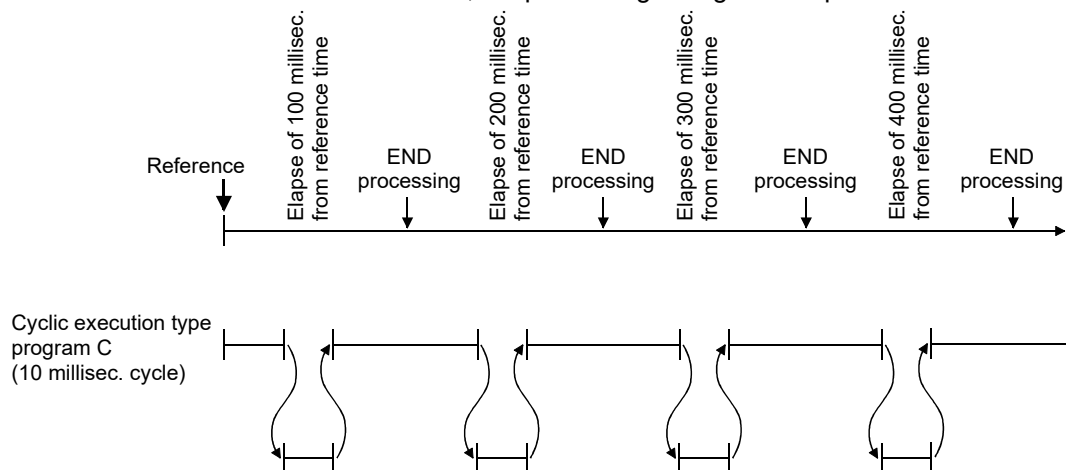 Elapse of 100 millisec.
from reference time
Elapse of 200 millisec.
from reference time
Elapse of 300 millisec.
from reference time
Elapse of 400 millisec.
from reference time
Reference
END
processing
END
processing
END
processing
END
processing
Cyclic execution type
program C
(10 millisec. cycle)